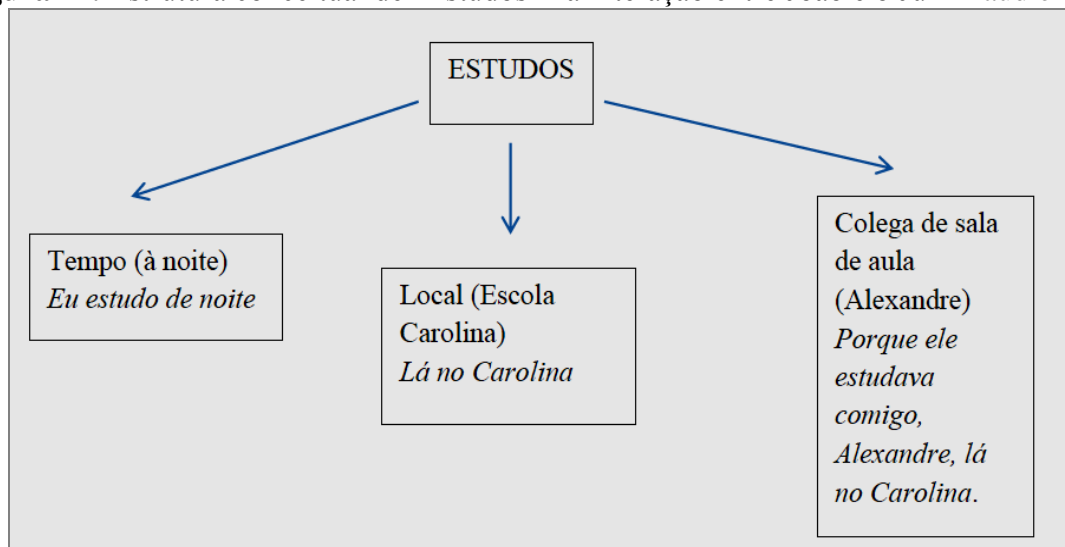 ESTUDOS
Tempo (à noite)
Eu estudo de noite
Local (Escola
Carolina)
Lá no Carolina
Colega de sala
de aula
(Alexandre)
Porque ele
estudava
comigo,
Alexandre, lá
no Carolina.